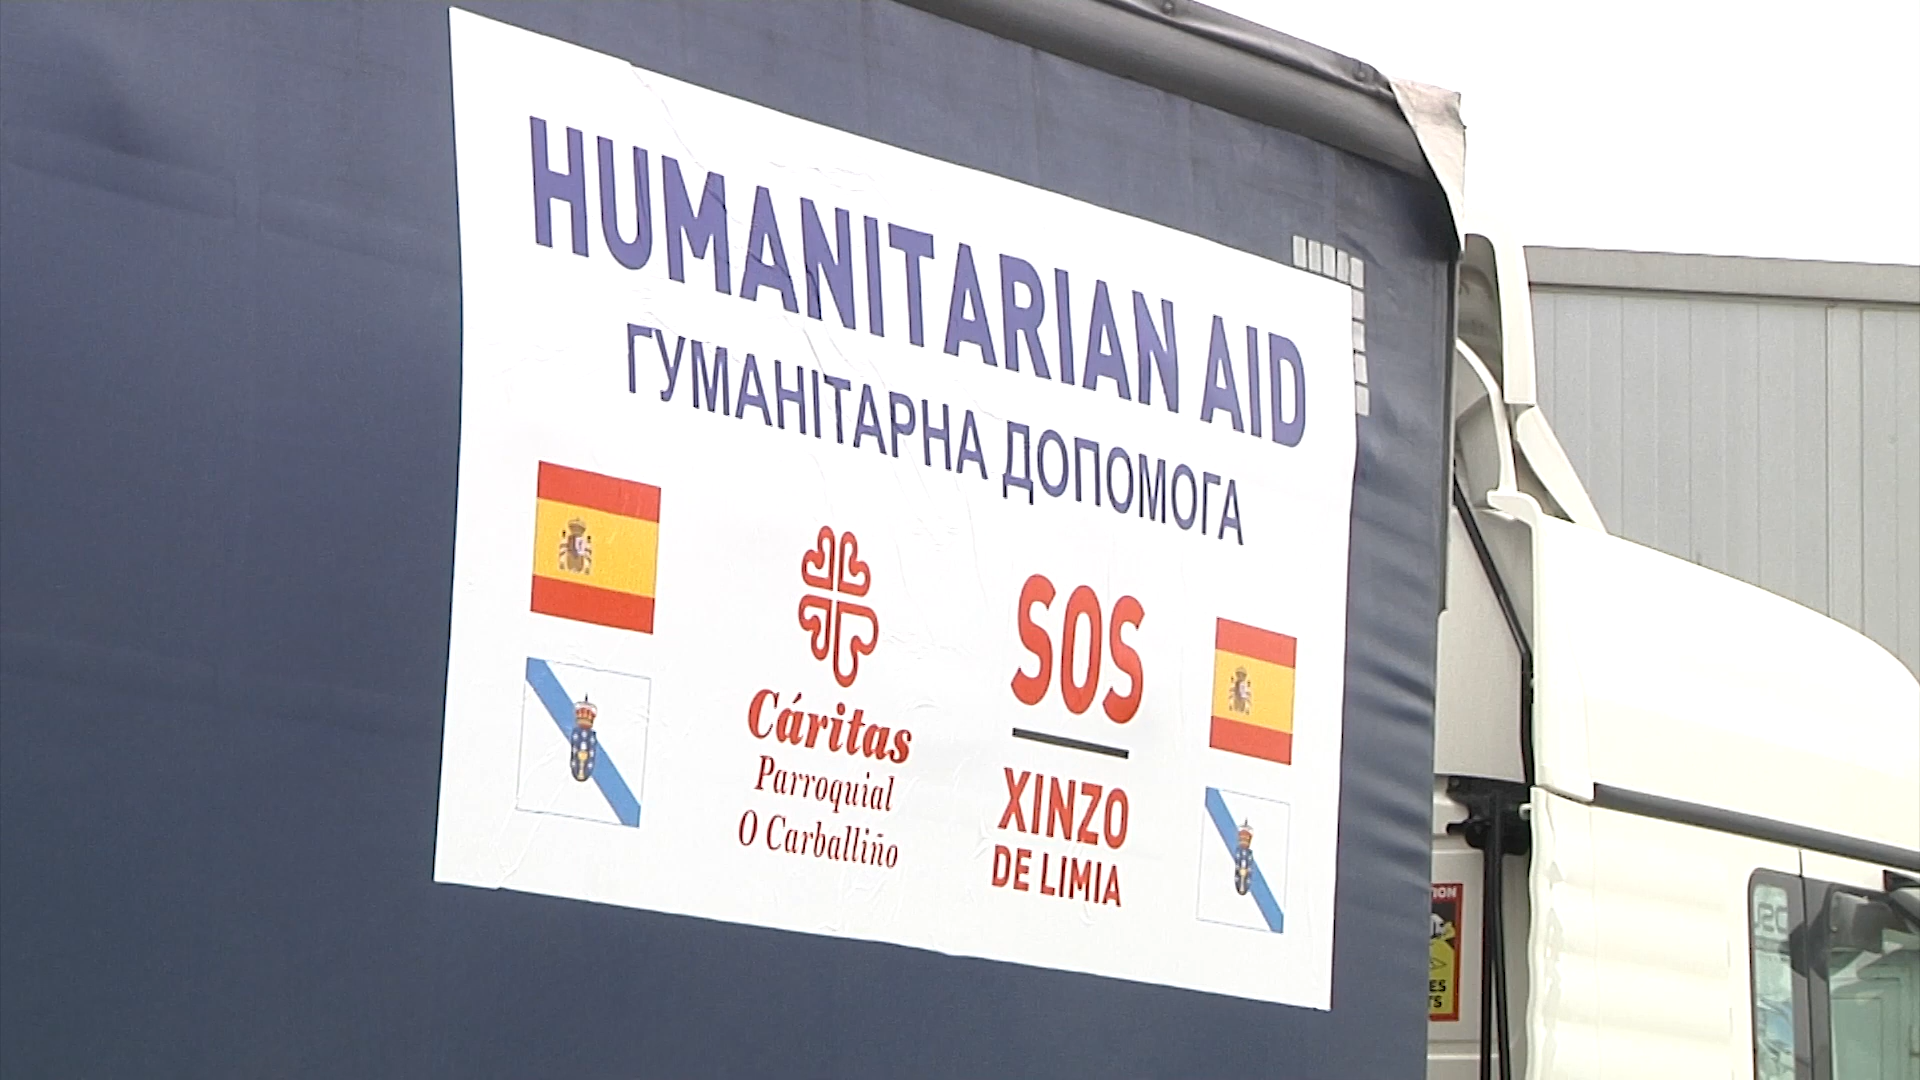 HUMANITARIAN AID
ГУМАНІТАРНА ДОПОМОГА
Cáritas
Parroquial
O Carballiño
SOS
XINZO
DE LIMIA